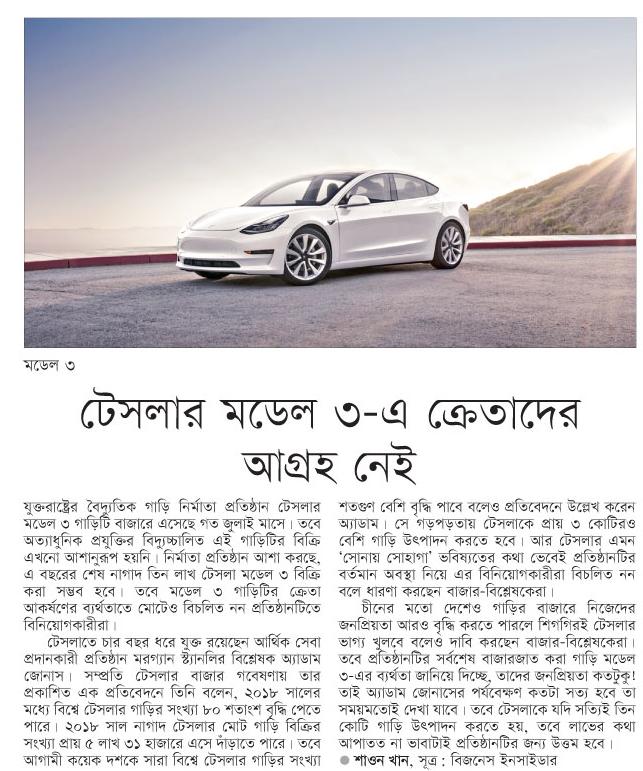 মডেল ৩
টেসলার মডেল ৩-এ ক্রেতাদের
আগ্রহ নেই
যুক্তরাষ্ট্রের বৈদ্যুতিক গাড়ি নির্মাতা প্রতিষ্ঠান টেসলার
মডেল ৩ গাড়িটি বাজারে এসেছে গত জুলাই মাসে। তবে
অত্যাধুনিক প্রযুক্তির বিদ্যুচ্চালিত এই গাড়িটির বিক্রি
এখনো আশানুরূপ হয়নি। নির্মাতা প্রতিষ্ঠান আশা করছে,
এ বছরের শেষ নাগাদ তিন লাখ টেসলা মডেল ৩ বিক্রি
করা সম্ভব হবে। তবে মডেল ৩ গাড়িটির ক্রেতা
আকর্ষণের ব্যর্থতাতে মোটেও বিচলিত নন প্রতিষ্ঠানটিতে
বিনিয়োগকারীরা।
টেসলাতে চার বছর ধরে যুক্ত রয়েছেন আর্থিক সেবা
প্রদানকারী প্রতিষ্ঠান মরগ্যান স্ট্যানলির বিশ্লেষক অ্যাডাম
জোনাস। সম্প্রতি টেসলার বাজার গবেষণায় তার
প্রকাশিত এক প্রতিবেদনে তিনি বলেন, ২০১৮ সালের
মধ্যে বিশ্বে টেসলার গাড়ির সংখ্যা ৮০ শতাংশ বৃদ্ধি পেতে
পারে। ২০১৮ সাল নাগাদ টেসলার মোট গাড়ি বিক্রির
সংখ্যা প্রায় ৫ লাখ ৩১ হাজারে এসে দাঁড়াতে পারে। তবে
আগামী কয়েক দশকে সারা বিশ্বে টেসলার গাড়ির সংখ্যা
শতগুণ বেশি বৃদ্ধি পাবে বলেও প্রতিবেদনে উল্লেখ করেন
অ্যাডাম। সে গড়পড়তায় টেসলাকে প্রায় ৩ কোটিরও
বেশি গাড়ি উৎপাদন করতে হবে। আর টেসলার এমন
‘সোনায় সোহাগা’ ভবিষ্যতের কথা ভেবেই প্রতিষ্ঠানটির
বর্তমান অবস্থা নিয়ে এর বিনিয়োগকারীরা বিচলিত নন
বলে ধারণা করছেন বাজার-বিশ্লেষকেরা।
চীনের মতো দেশেও গাড়ির বাজারে নিজেদের
জনপ্রিয়তা আরও বৃদ্ধি করতে পারলে শিগগিরই টেসলার
ভাগ্য খুলবে বলেও দাবি করছেন বাজার-বিশ্লেষকেরা।
তবে প্রতিষ্ঠানটির সর্বশেষ বাজারজাত করা গাড়ি মডেল
৩-এর ব্যর্থতা জানিয়ে দিচ্ছে, তাদের জনপ্রিয়তা কতটুকু!
তাই অ্যাডাম জোনাসের পর্যবেক্ষণ কতটা সত্য হবে তা
সময়মতোই দেখা যাবে। তবে টেসলাকে যদি সত্যিই তিন
কোটি গাড়ি উৎপাদন করতে হয়, তবে লাভের কথা
আপাতত না ভাবাটাই প্রতিষ্ঠানটির জন্য উত্তম হবে।
● শাওন খান, সূত্র : বিজনেস ইনসাইডার